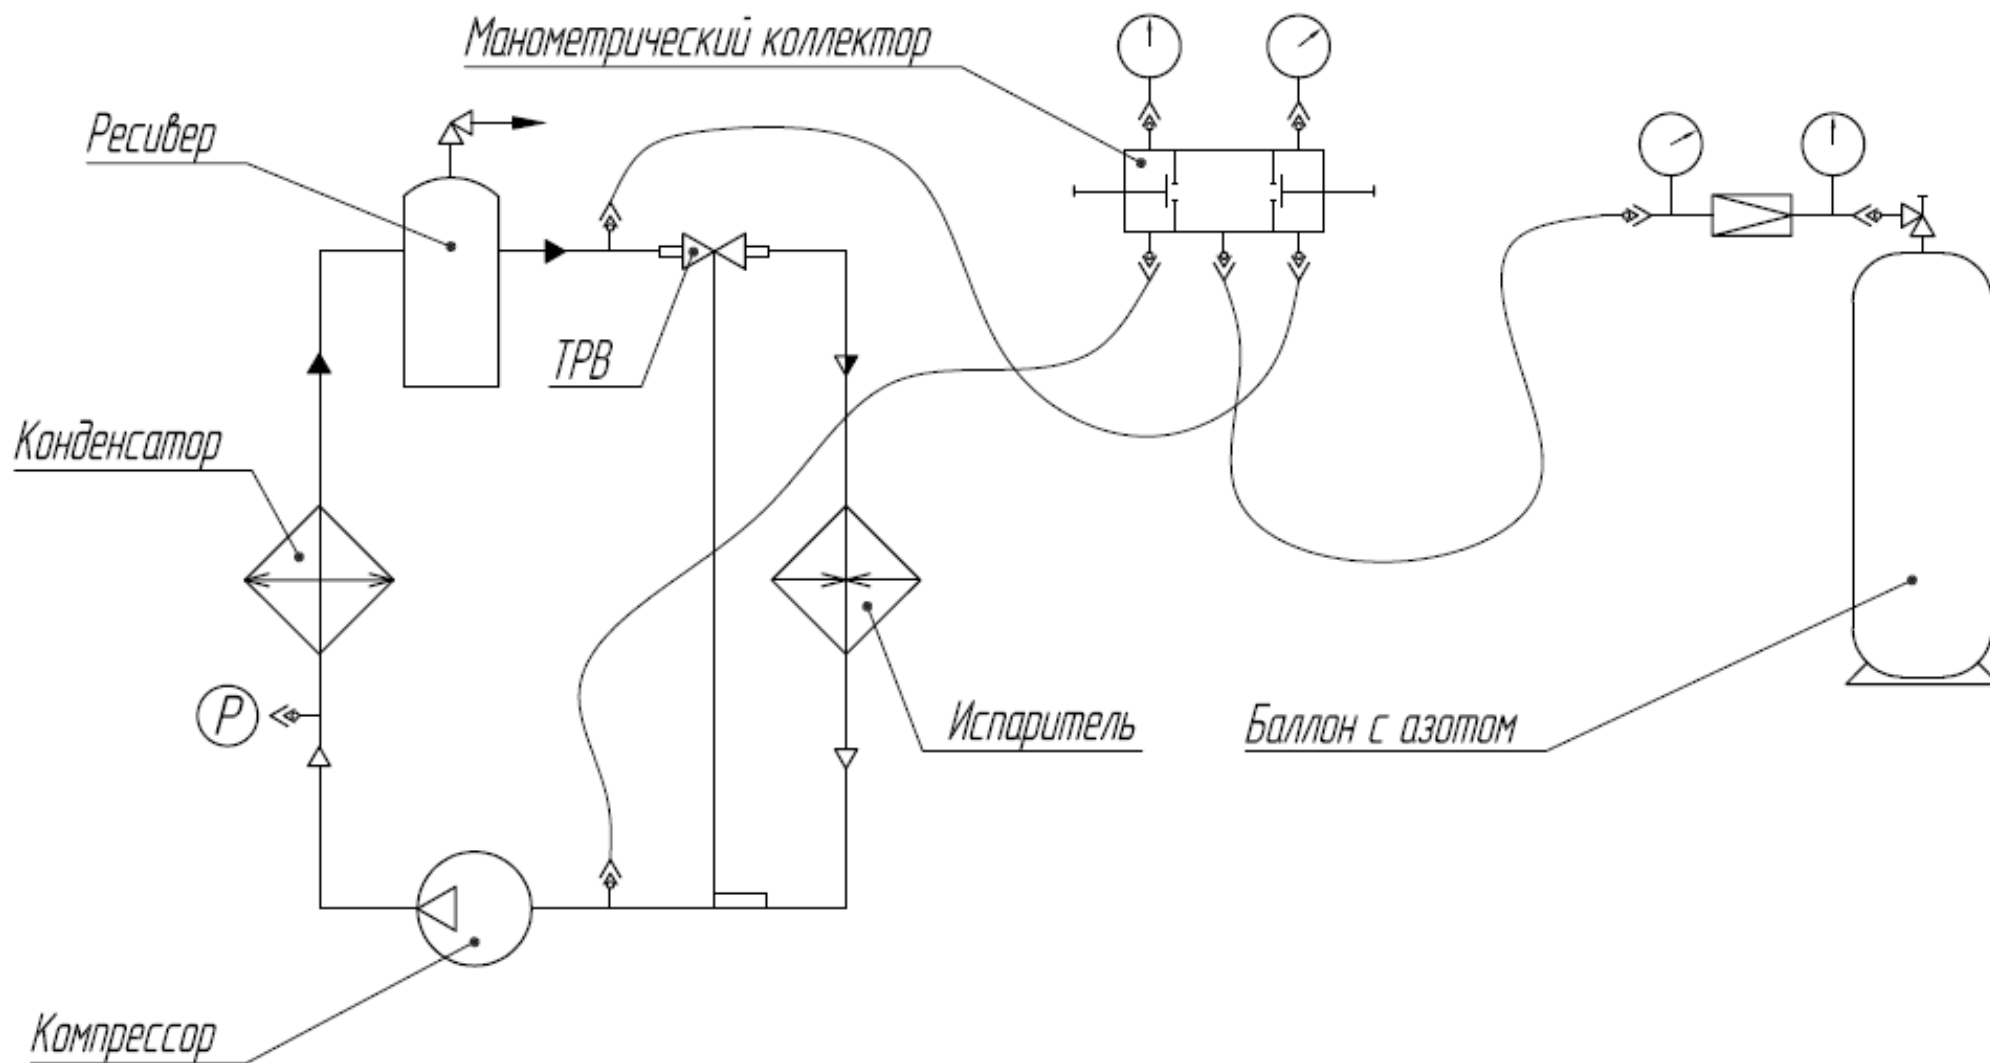 Манометрический коллектор
Ресивер
ТРВ
Конденсатор
P
Испаритель
Баллон с азотом
Компрессор